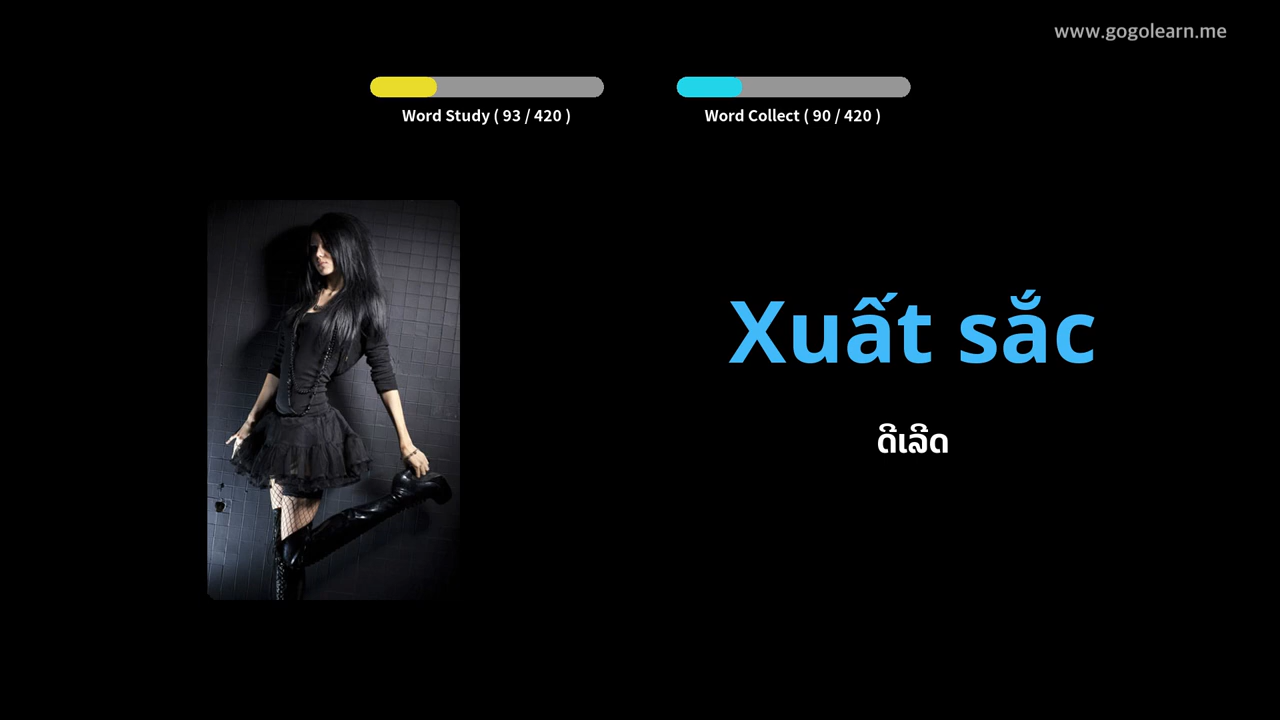 www.gogolearn.me
Word Study ( 93 / 420 )
Word Collect ( 90 / 420 )
Xuất sắc
ດີເລີດ